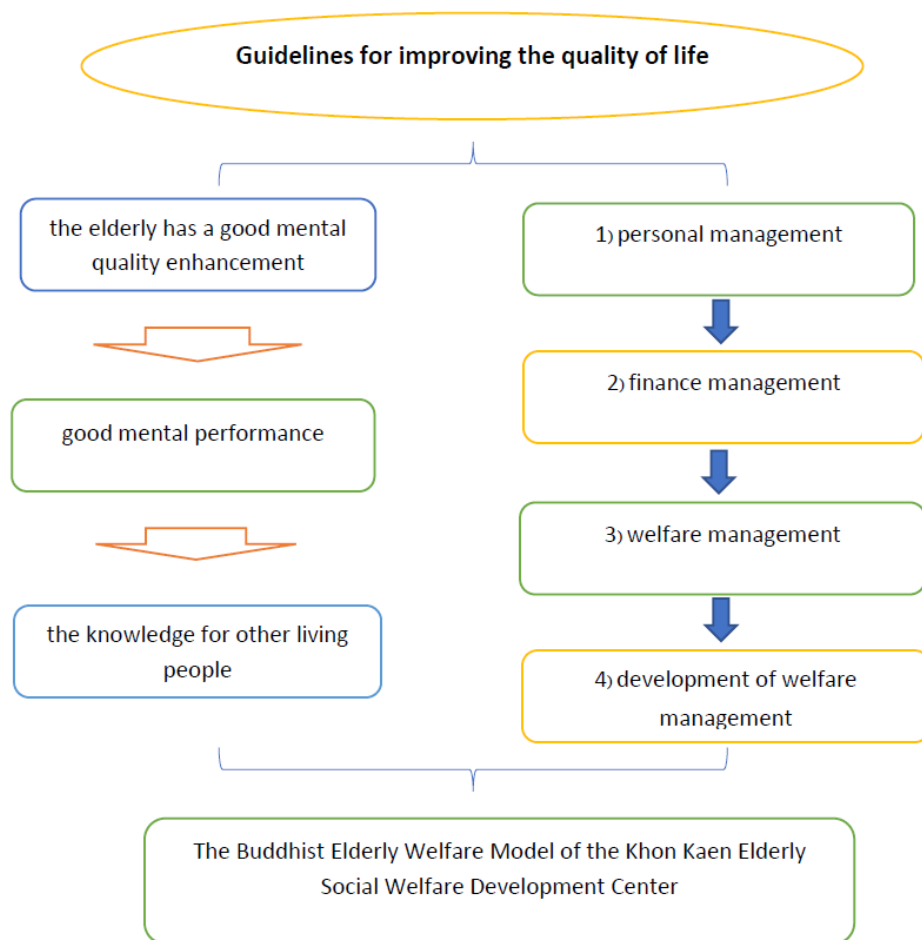 Guidelines for improving the quality of life
the elderly has a good mental
quality enhancement
good mental performance
the knowledge for other living
people
1) personal management
2) finance management
3) welfare management
4) development of welfare
management
The Buddhist Elderly Welfare Model of the Khon Kaen Elderly
Social Welfare Development Center